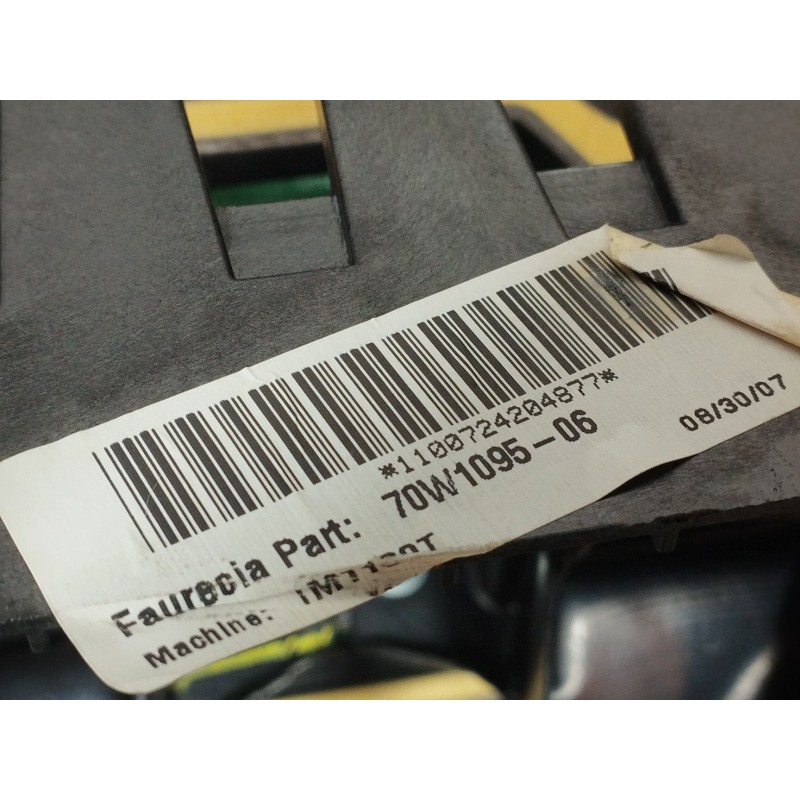 *1100724204877*
Faurecia Part: 70W1095-06 08/30/07
Machine: